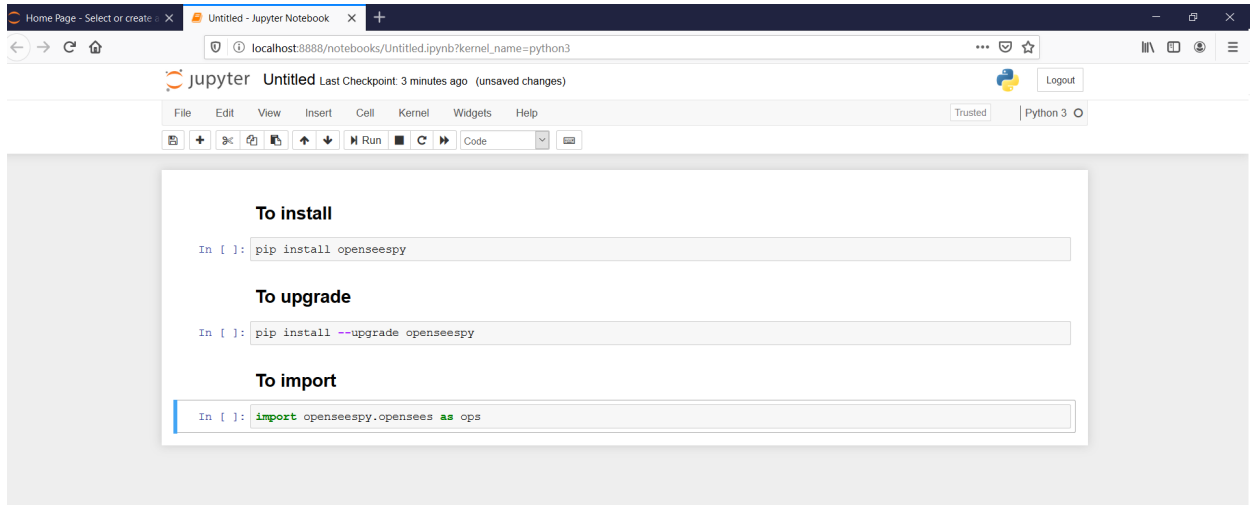 Home Page - Select or create a
Untitled - Jupyter Notebook
localhost:8888/notebooks/Untitled.ipynb?kernel_name=python3
jupyter Untitled Last Checkpoint: 3 minutes ago (unsaved changes)
Logout
File Edit View Insert Cell Kernel Widgets Help
Trusted
Python 3
Run
Code
To install
In [ ]: pip install openseespy
To upgrade
In [ ]: pip install --upgrade openseespy
To import
In [ ]: import openseespy.opensees as ops